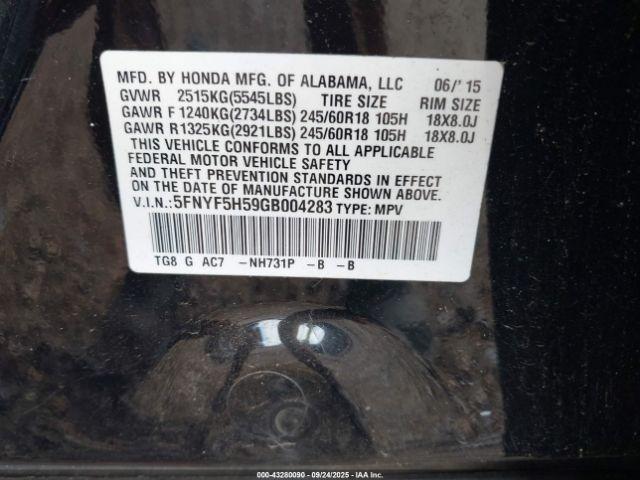 MFD. BY HONDA MFG. OF ALABAMA, LLC 06/'15
GVWR 2515KG(5545LBS) TIRE SIZE RIM SIZE
GAWR F 1240KG(2734LBS) 245/60R18 105H 18X8.0J
GAWR R1325KG(2921LBS) 245/60R18 105H 18X8.0J
THIS VEHICLE CONFORMS TO ALL APPLICABLE
FEDERAL MOTOR VEHICLE SAFETY
AND THEFT PREVENTION STANDARDS IN EFFECT
ON THE DATE OF MANUFACTURE SHOWN ABOVE.
V.I.N.: 5FNYF5H59GB004283 TYPE: MPV
TG8 G AC7 -NH731P -B -B
000-43280090 - 09/24/2025 - IAA Inc.